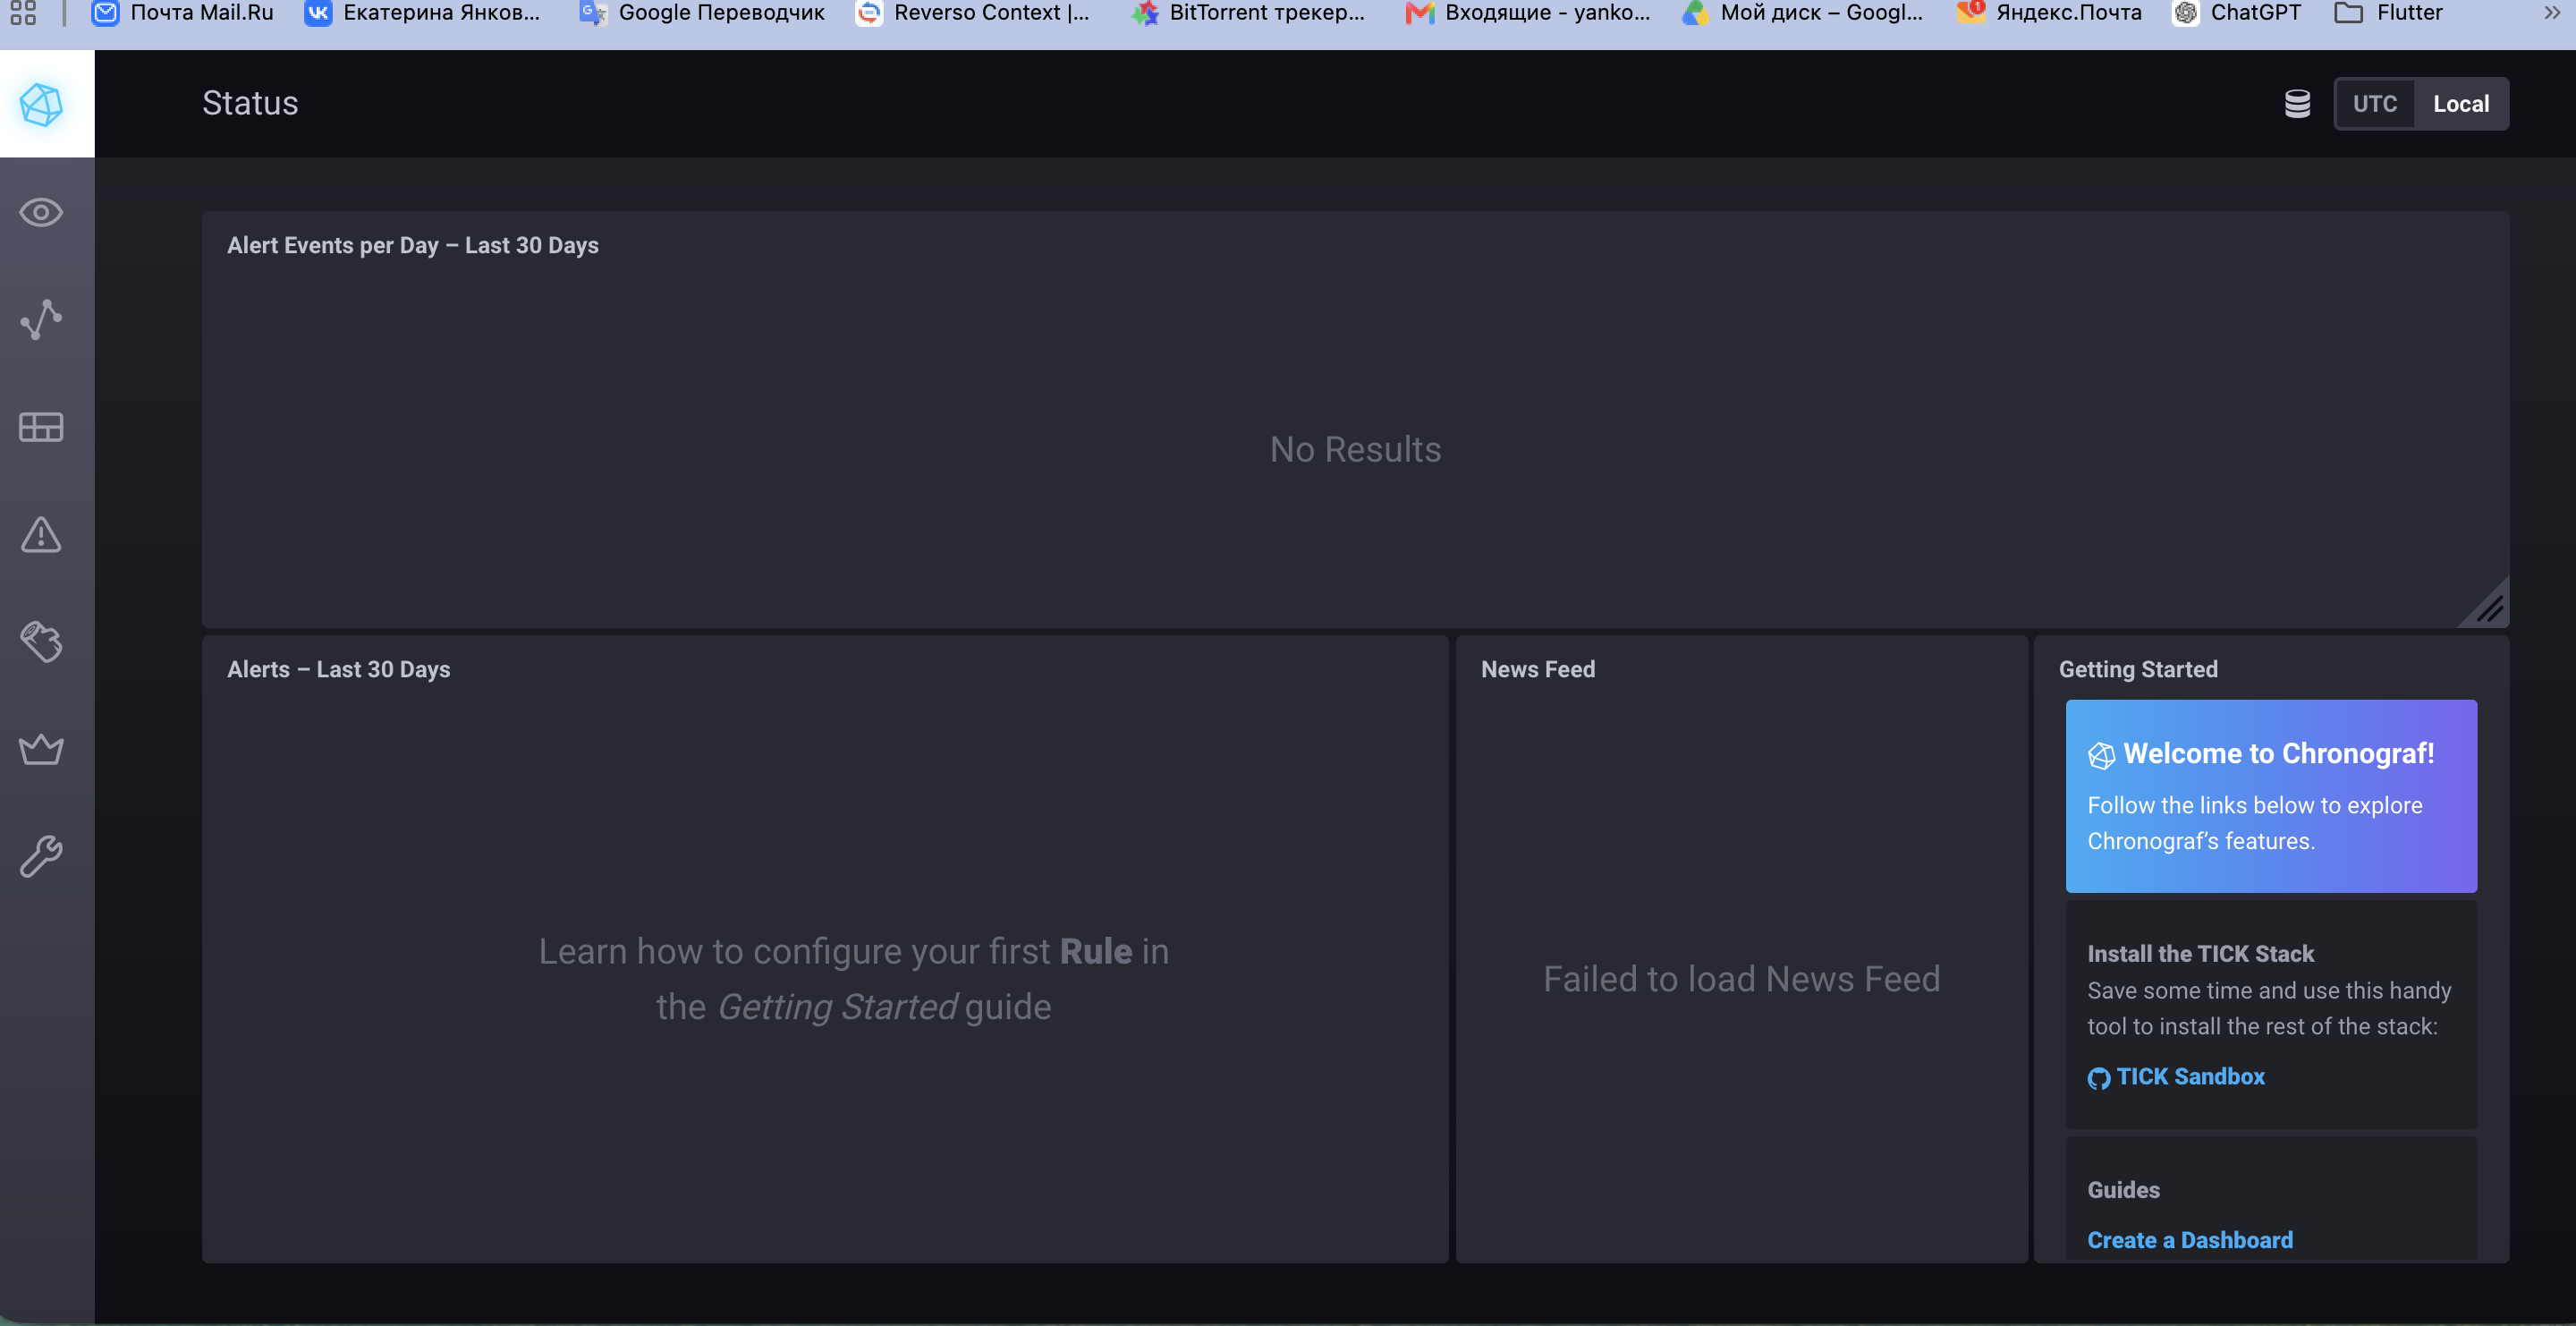 Почта Mail.Ru
Екатерина Янков...
Google Переводчик
Reverso Context |...
BitTorrent трекер...
Входящие - yanko...
Мой диск – Googl...
Яндекс.Почта
ChatGPT
Flutter
Status
UTC
Local
Alert Events per Day – Last 30 Days
No Results
Alerts – Last 30 Days
Learn how to configure your first Rule in
the Getting Started guide
News Feed
Failed to load News Feed
Getting Started
Welcome to Chronograf!
Follow the links below to explore
Chronograf’s features.
Install the TICK Stack
Save some time and use this handy
tool to install the rest of the stack:
TICK Sandbox
Guides
Create a Dashboard